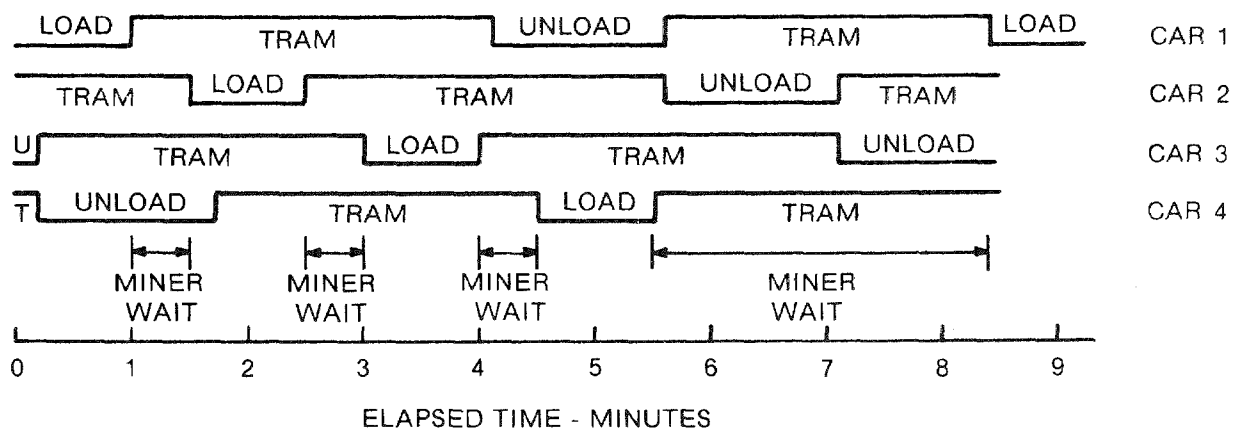 LOAD TRAM UNLOAD TRAM LOAD CAR 1
TRAM LOAD TRAM UNLOAD TRAM CAR 2
U TRAM LOAD TRAM UNLOAD CAR 3
T UNLOAD TRAM LOAD TRAM CAR 4
MINER MINER MINER MINER
WAIT WAIT WAIT WAIT
0 1 2 3 4 5 6 7 8 9
ELAPSED TIME - MINUTES